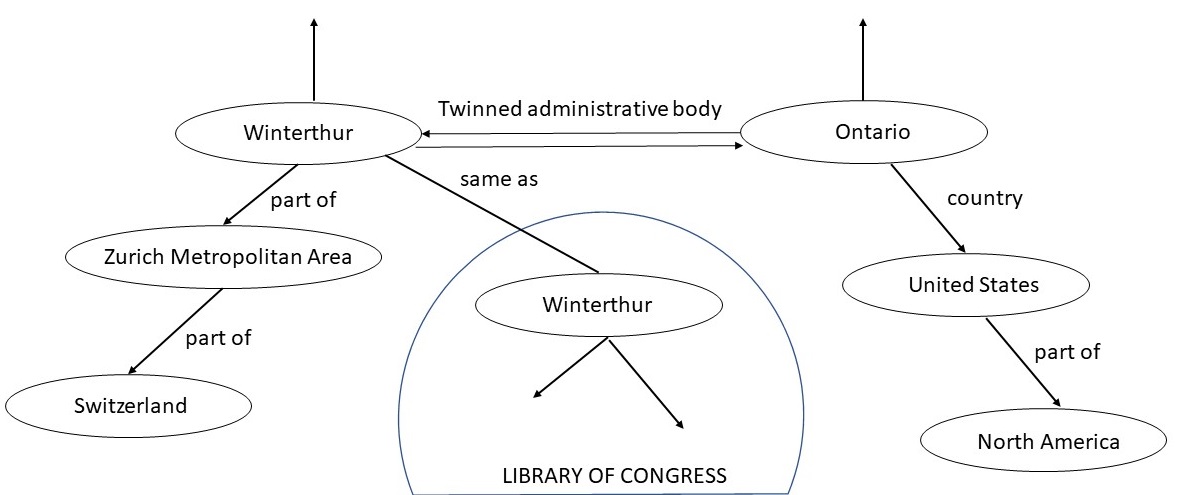 Twinned administrative body
Winterthur
Ontario
same as
part of
country
Zurich Metropolitan Area
United States
Winterthur
part of
part of
Switzerland
North America
LIBRARY OF CONGRESS